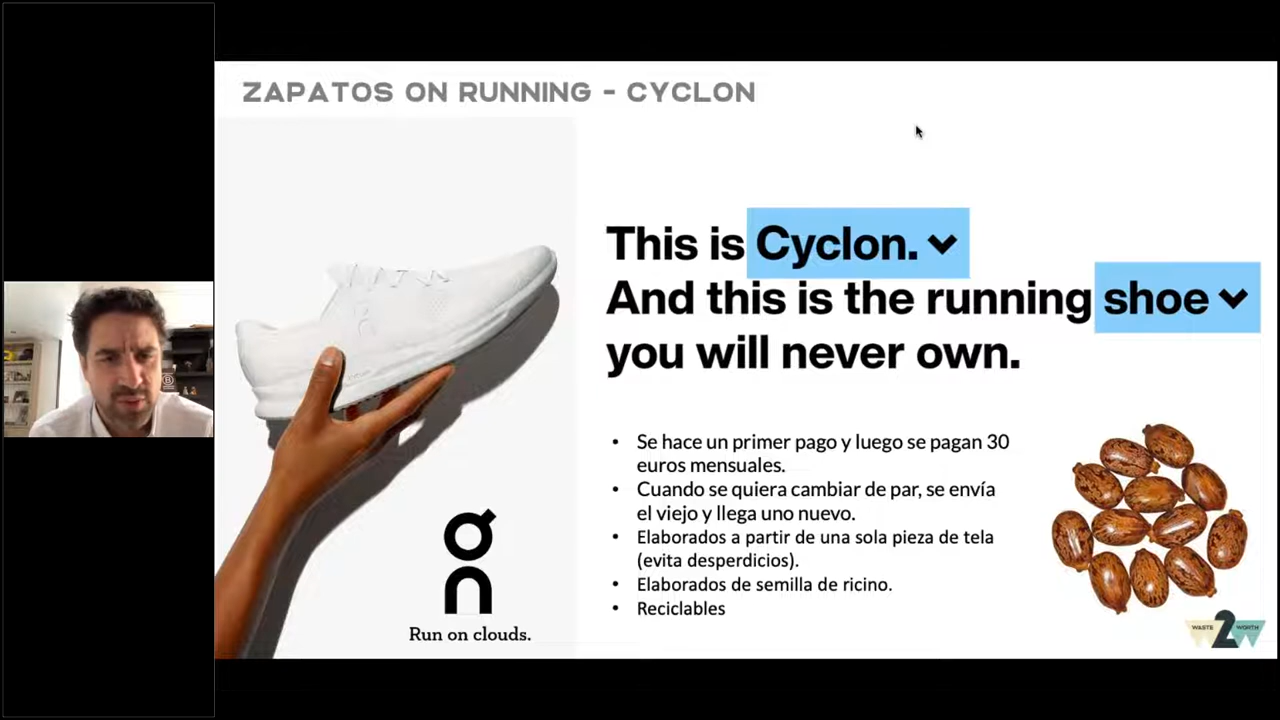 ZAPATOS ON RUNNING - CYCLON
This is Cyclon.
And this is the running shoe
you will never own.
• Se hace un primer pago y luego se pagan 30
euros mensuales.
• Cuando se quiera cambiar de par, se envía
el viejo y llega uno nuevo.
• Elaborados a partir de una sola pieza de tela
(evita desperdicios).
• Elaborados de semilla de ricino.
• Reciclables
on
Run on clouds.
B
WASTE 2 WORTH